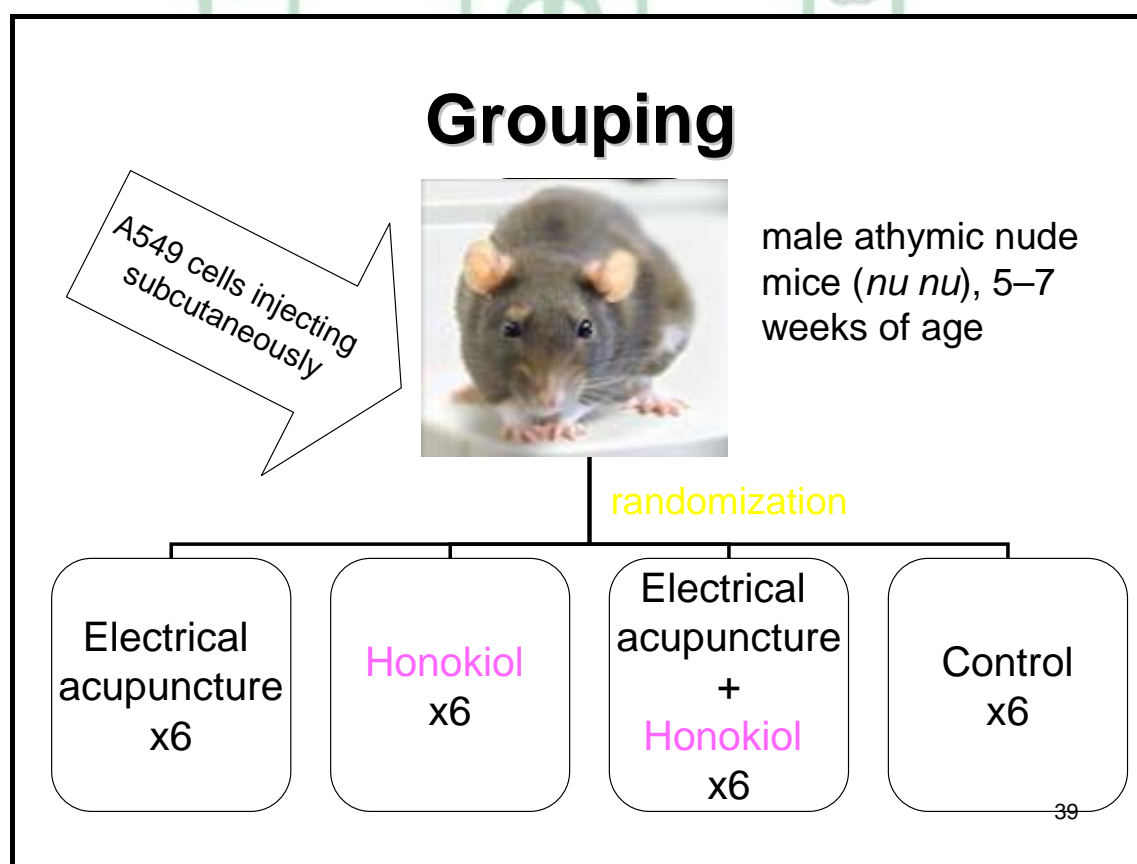 Grouping
A549 cells injecting
subcutaneously
male athymic nude
mice (nu nu), 5–7
weeks of age
randomization
Electrical
acupuncture
x6
Honokiol
x6
Electrical
acupuncture
+
Honokiol
x6
Control
x6
39